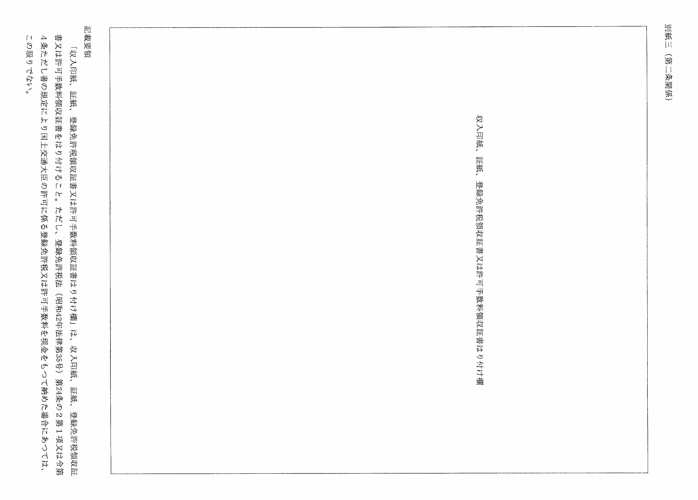 別紙三（第二条関係）
収入印紙、証紙、登録免許税領収証書又は許可手数料領収証書はり付け欄
記載要領
「収入印紙、証紙、登録免許税領収証書又は許可手数料領収証書はり付け欄」は、収入印紙、証紙、登録免許税領収証
書又は許可手数料領収証書をはり付けること。ただし、登録免許税法（昭和42年法律第35号）第24条の２第１項又は令第
４条ただし書の規定により国土交通大臣の許可に係る登録免許税又は許可手数料を現金をもつて納めた場合にあつては、
この限りでない。